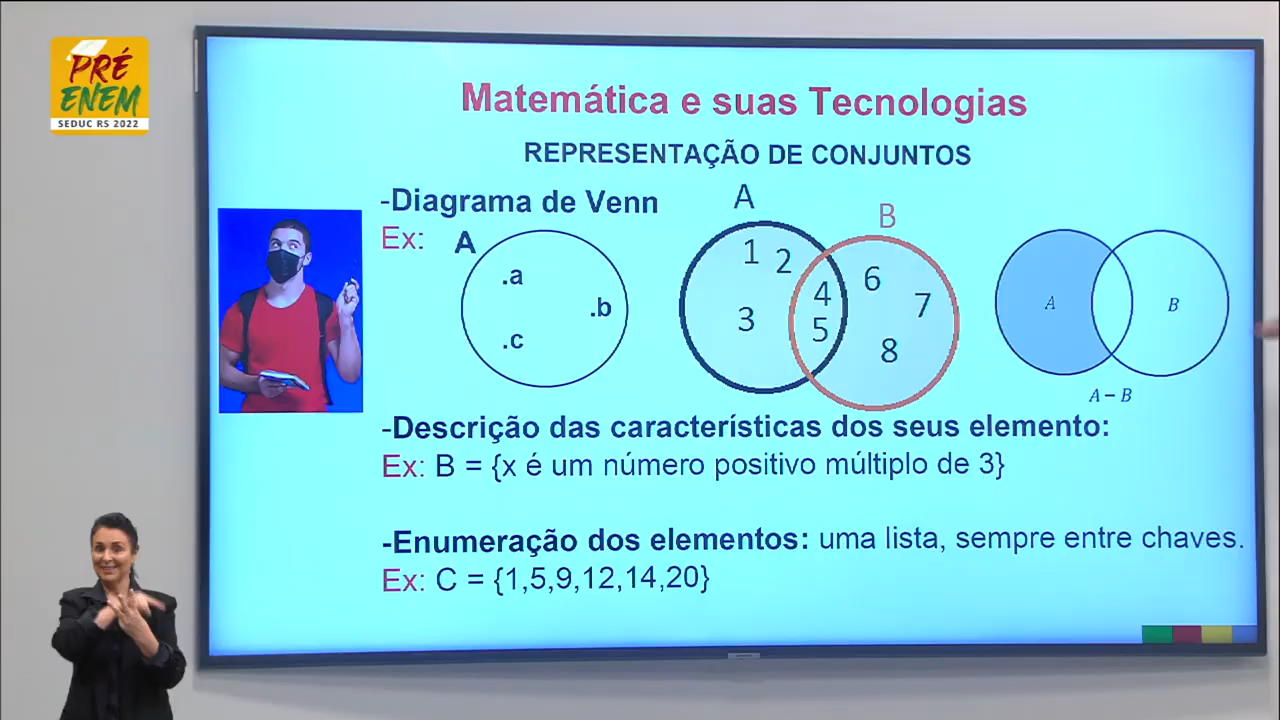 PRÉ
ENEM
SEDUC RS 2022
Matemática e suas Tecnologias
REPRESENTAÇÃO DE CONJUNTOS
-Diagrama de Venn
Ex:
A
.a
.b
.c
A
B
1 2
3
4
5
6
7
8
A
B
A – B
-Descrição das características dos seus elemento:
Ex: B = {x é um número positivo múltiplo de 3}
-Enumeração dos elementos: uma lista, sempre entre chaves.
Ex: C = {1,5,9,12,14,20}